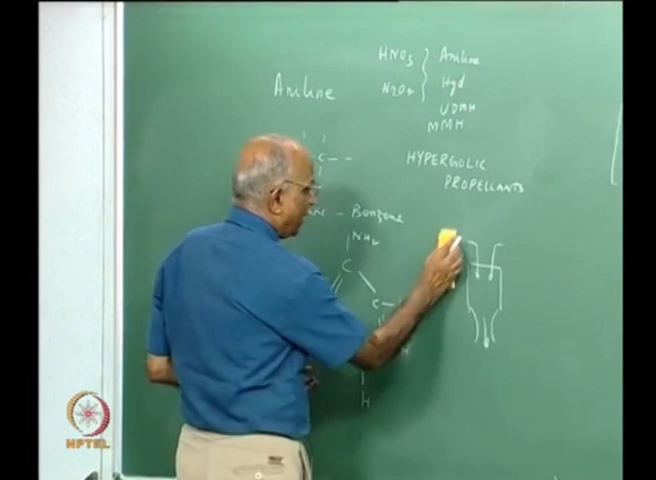 HNO3 Aniline
N2O4 Hyd
UDMH
MMH
Aniline
C
HYPERGOLIC
PROPELLANTS
- Benzene
NH2
C
C
H
NPTEL